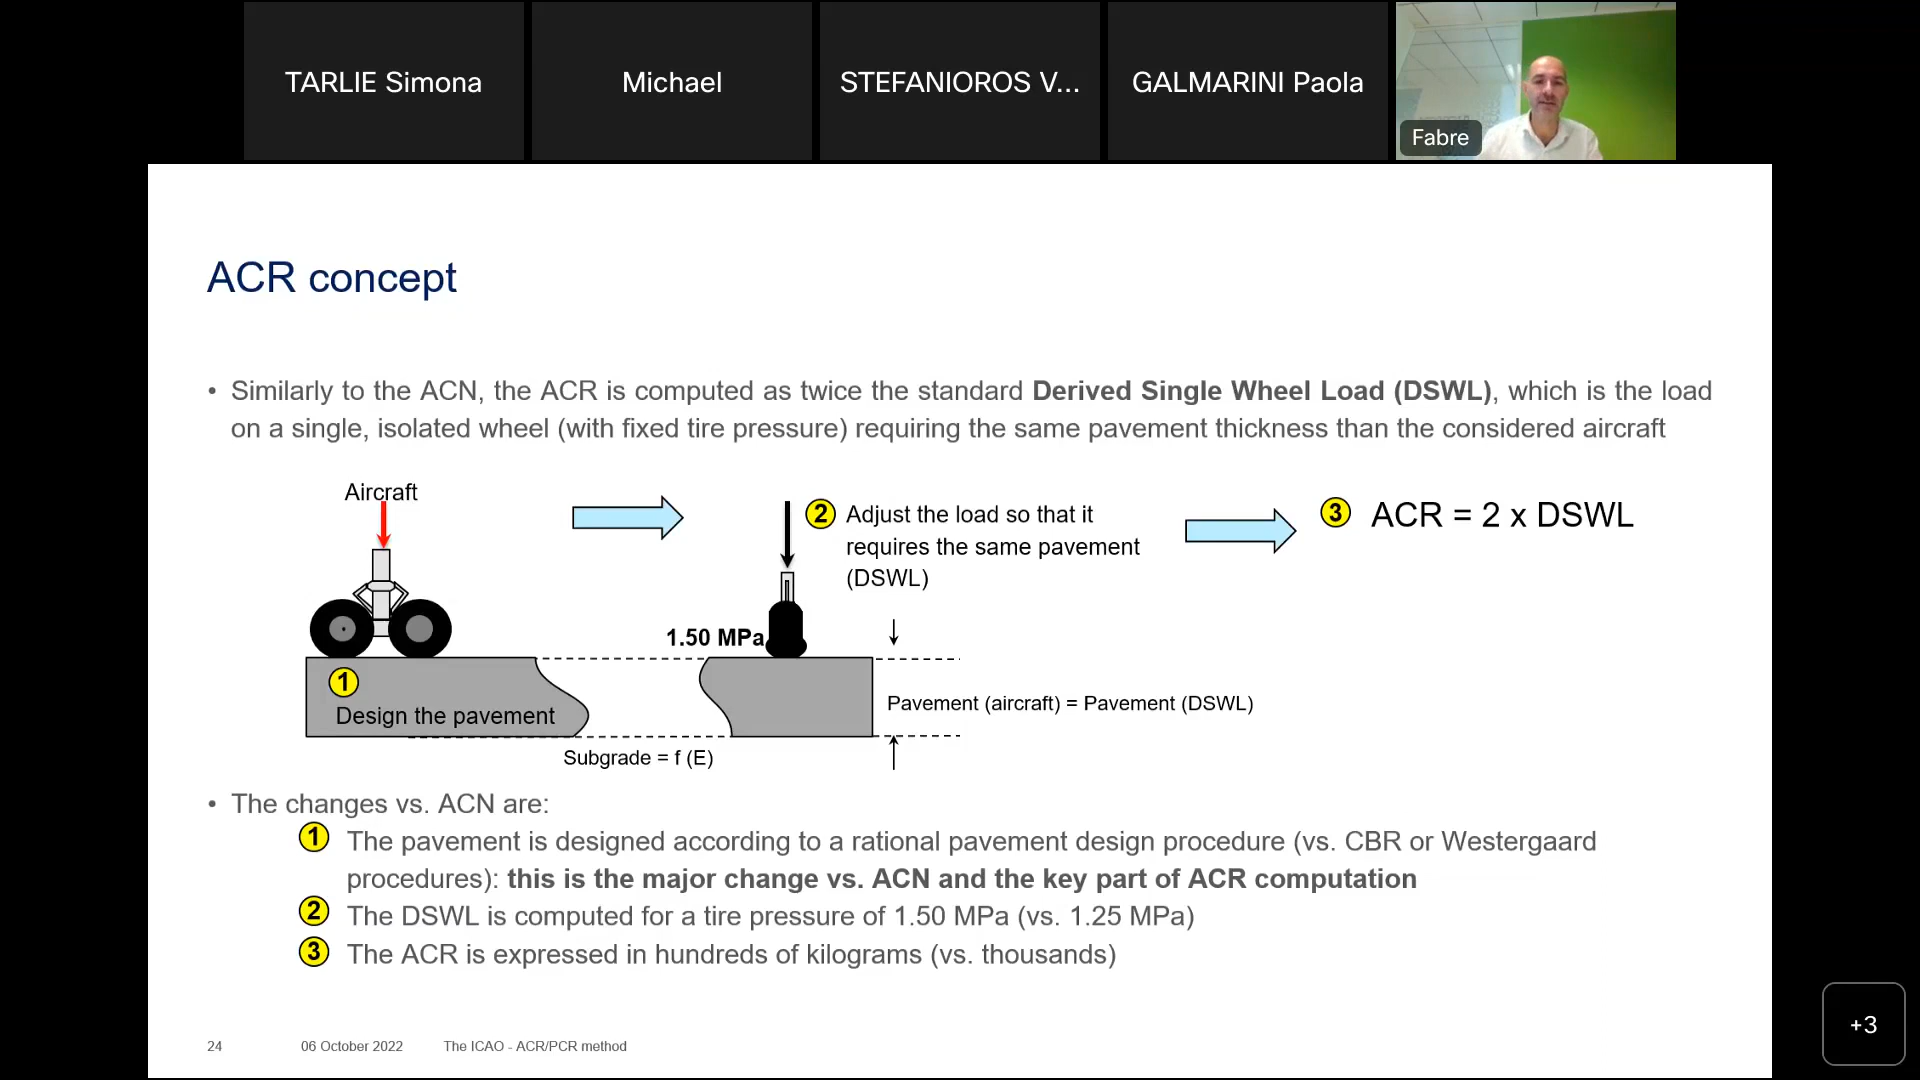 TARLIE Simona
Michael
STEFANIOROS V...
GALMARINI Paola
Fabre
ACR concept
• Similarly to the ACN, the ACR is computed as twice the standard Derived Single Wheel Load (DSWL), which is the load
on a single, isolated wheel (with fixed tire pressure) requiring the same pavement thickness than the considered aircraft
Aircraft
2 Adjust the load so that it
requires the same pavement
(DSWL)
3 ACR = 2 x DSWL
1.50 MPa
1
Design the pavement
Pavement (aircraft) = Pavement (DSWL)
Subgrade = f (E)
• The changes vs. ACN are:
1 The pavement is designed according to a rational pavement design procedure (vs. CBR or Westergaard
procedures): this is the major change vs. ACN and the key part of ACR computation
2 The DSWL is computed for a tire pressure of 1.50 MPa (vs. 1.25 MPa)
3 The ACR is expressed in hundreds of kilograms (vs. thousands)
24 06 October 2022 The ICAO - ACR/PCR method
+3